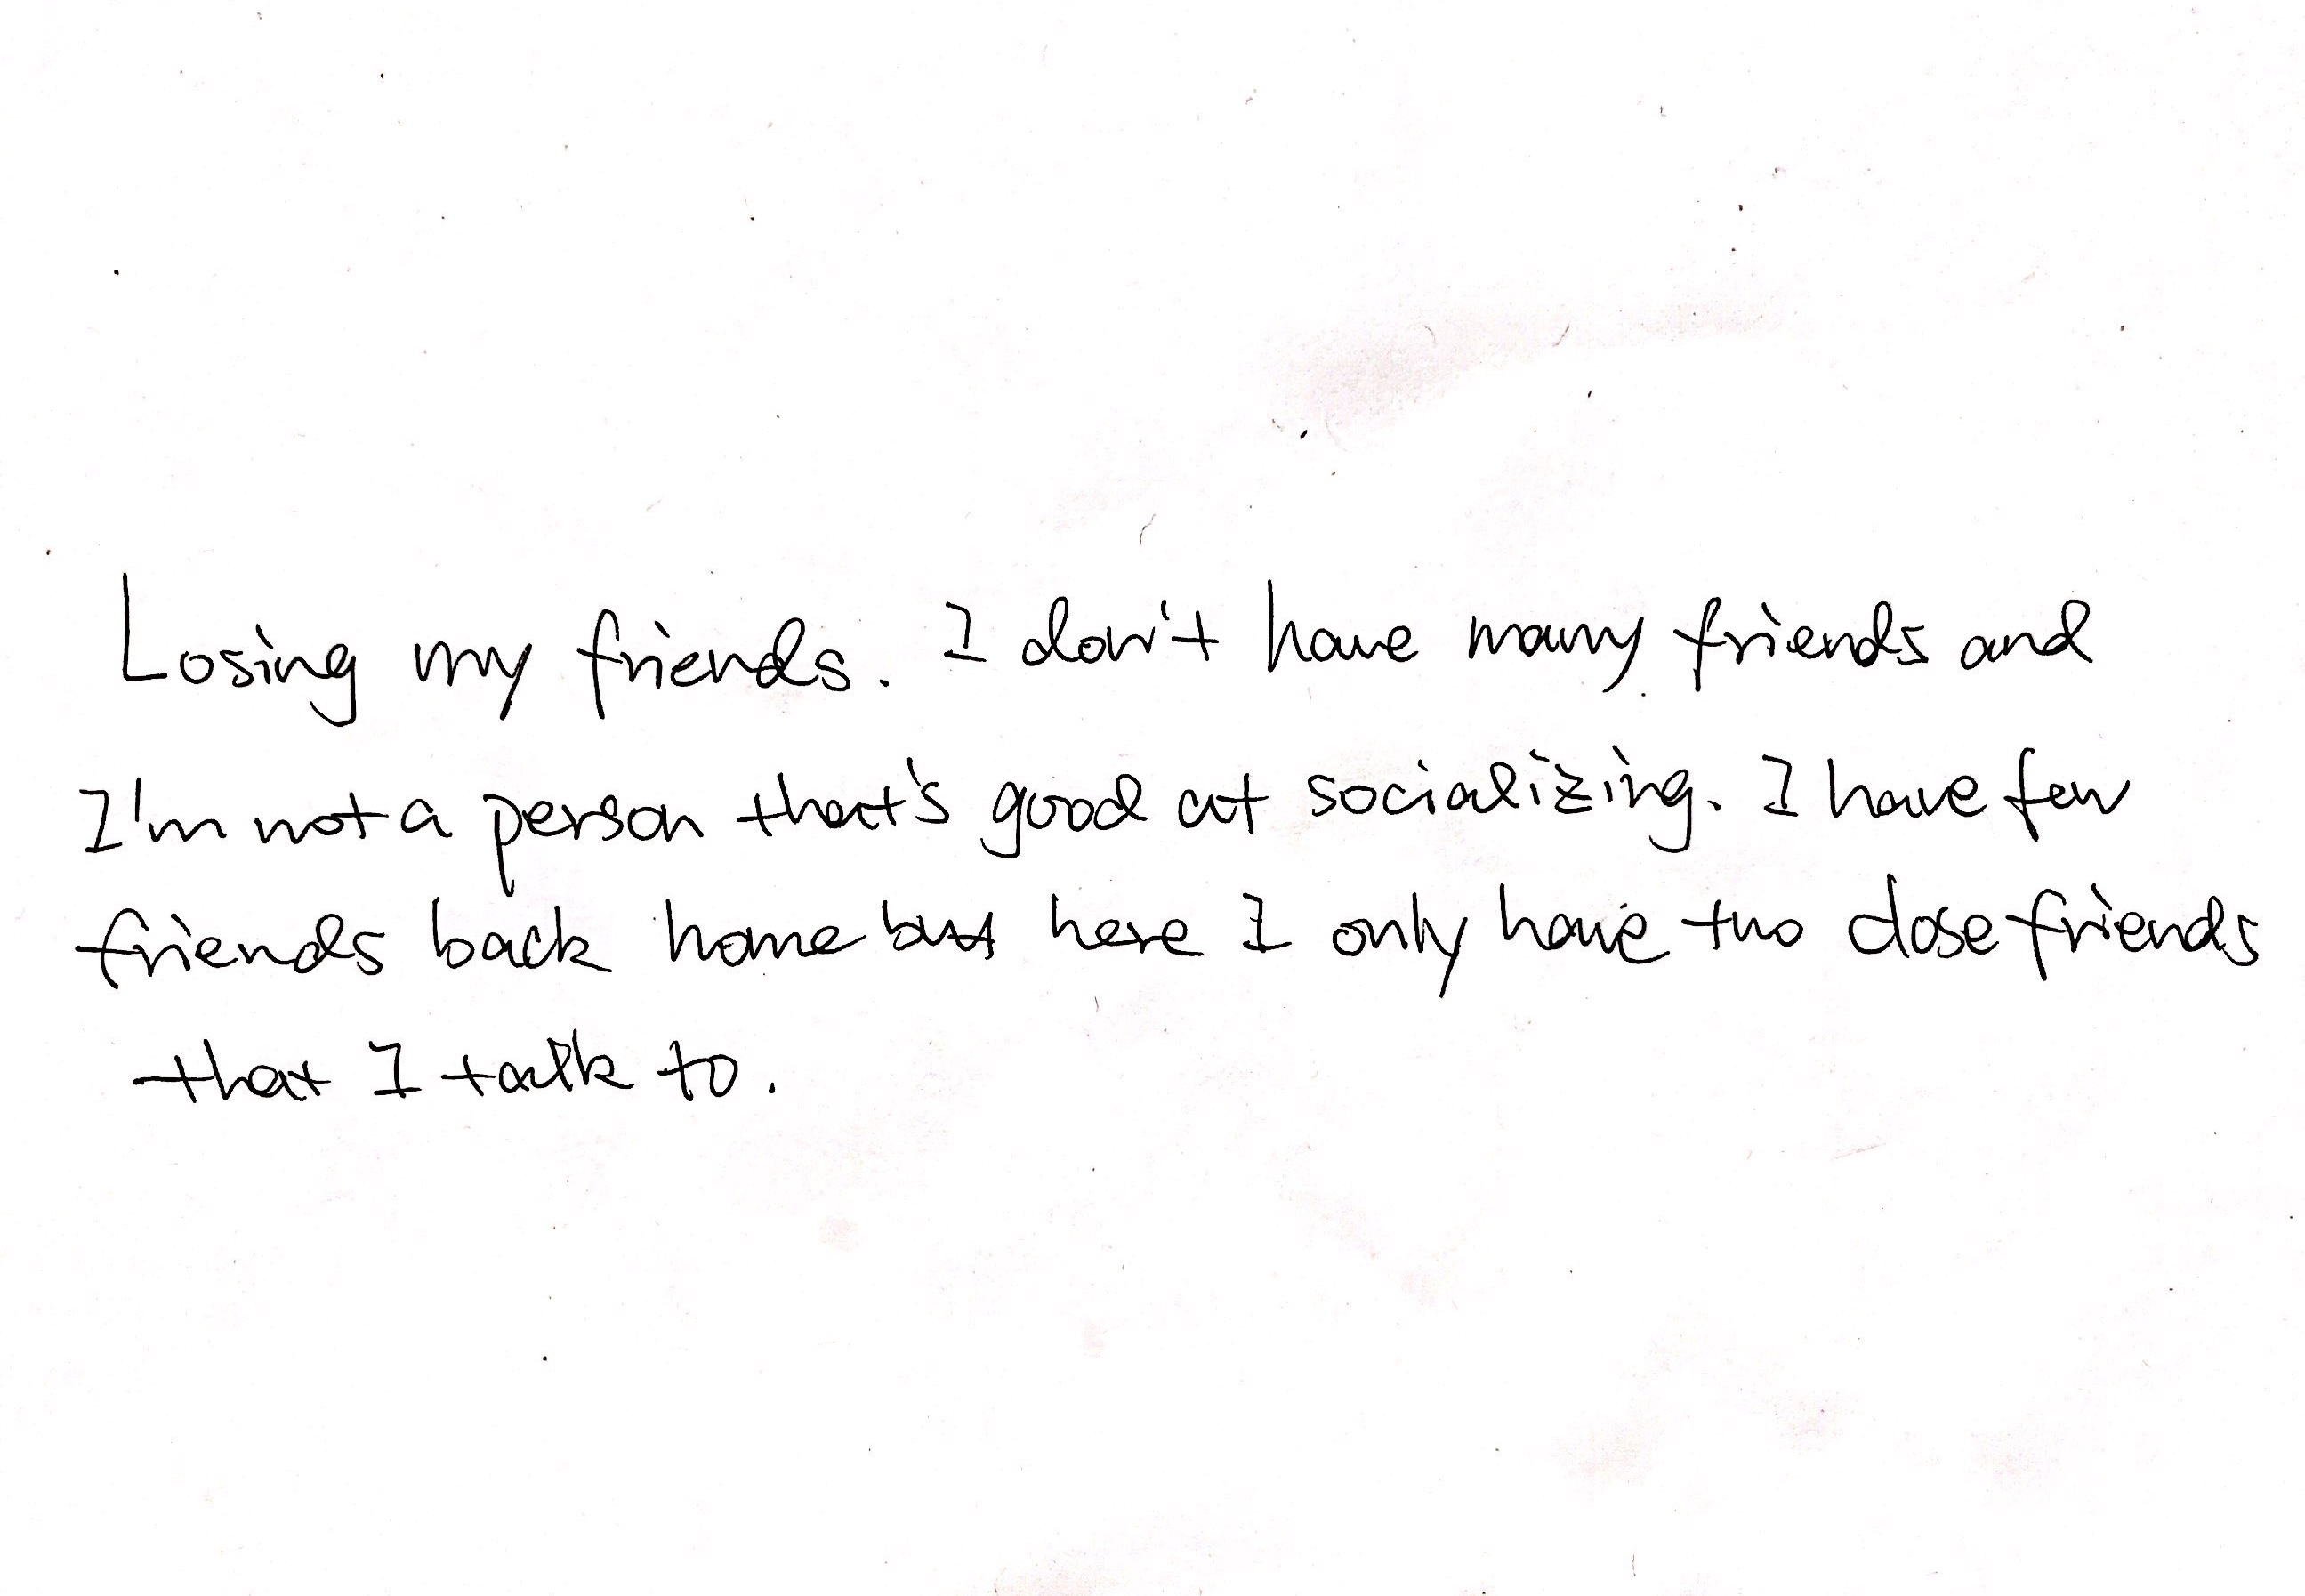 Losing my friends. I don't have many friends and
I'm not a person that's good at socializing. I have few
friends back home but here I only have two close friends
that I talk to.